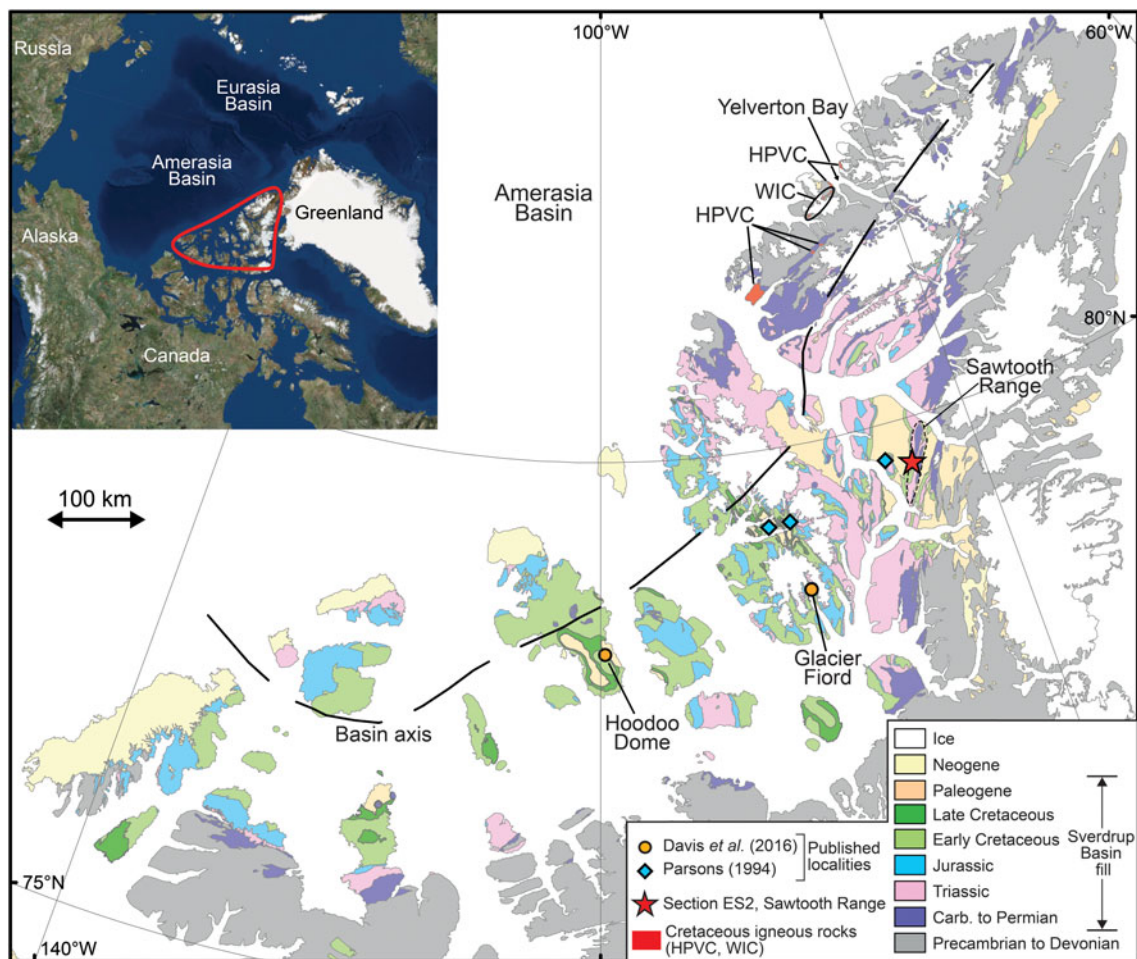 Russia
Eurasia
Basin
Amerasia
Basin
Greenland
Alaska
Canada
100°W
60°W
Yelverton Bay
HPVC
WIC
HPVC
Amerasia
Basin
80°N
Sawtooth
Range
100 km
Glacier
Fiord
Hoodoo
Dome
Basin axis
75°N
140°W
Davis et al. (2016)
Parsons (1994)
Published
localities
Section ES2, Sawtooth Range
Cretaceous igneous rocks
(HPVC, WIC)
Ice
Neogene
Paleogene
Late Cretaceous
Early Cretaceous
Jurassic
Triassic
Carb. to Permian
Precambrian to Devonian
Sverdrup
Basin
fill